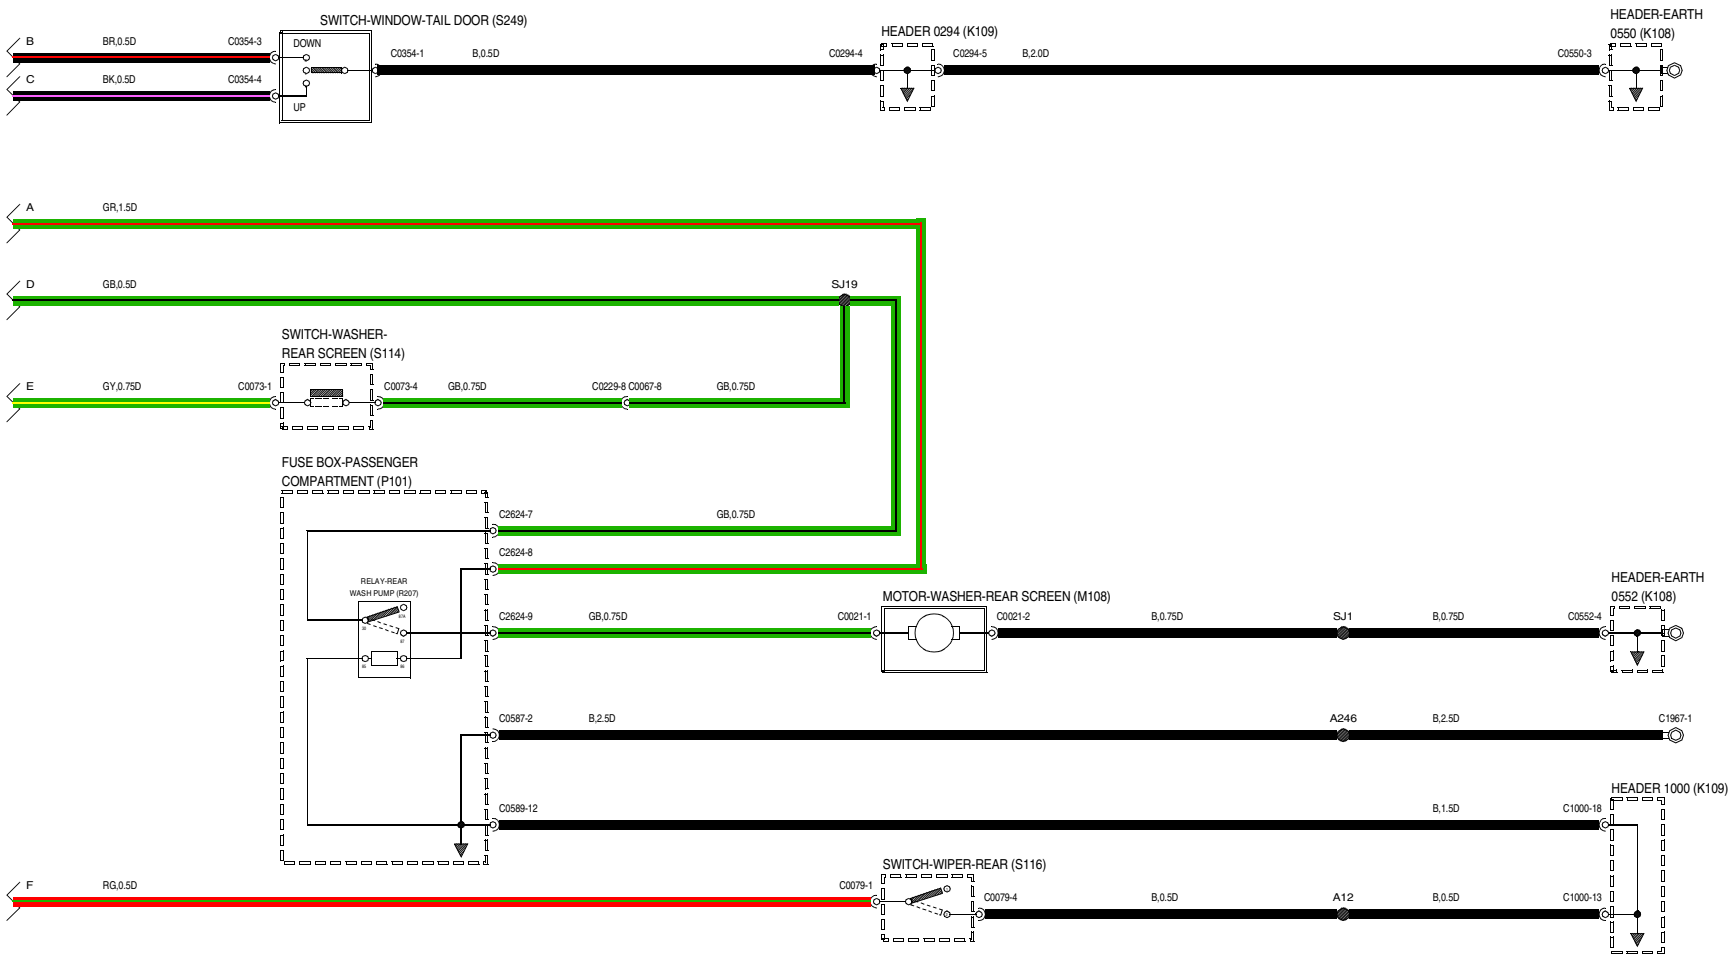 SWITCH-WINDOW-TAIL DOOR (S249)
HEADER-EARTH
0550 (K108)
HEADER 0294 (K109)
B
BR,0.5D
C0354-3
DOWN
C0354-1
B,0.5D
C0294-4
C0294-5
B,2.0D
C0550-3
C
BK,0.5D
C0354-4
UP
A
GR,1.5D
D
GB,0.5D
SJ19
SWITCH-WASHER-
REAR SCREEN (S114)
E
GY,0.75D
C0073-1
C0073-4
GB,0.75D
C0229-8 C0067-8
GB,0.75D
FUSE BOX-PASSENGER
COMPARTMENT (P101)
C2624-7
GB,0.75D
C2624-8
RELAY-REAR
WASH PUMP (R207)
87A
30
87
85
86
C2624-9
GB,0.75D
C0021-1
MOTOR-WASHER-REAR SCREEN (M108)
C0021-2
B,0.75D
SJ1
B,0.75D
C0552-4
HEADER-EARTH
0552 (K108)
C0587-2
B,2.5D
A246
B,2.5D
C1967-1
C0589-12
B,1.5D
C1000-18
HEADER 1000 (K109)
SWITCH-WIPER-REAR (S116)
F
RG,0.5D
C0079-1
C0079-4
B,0.5D
A12
B,0.5D
C1000-13